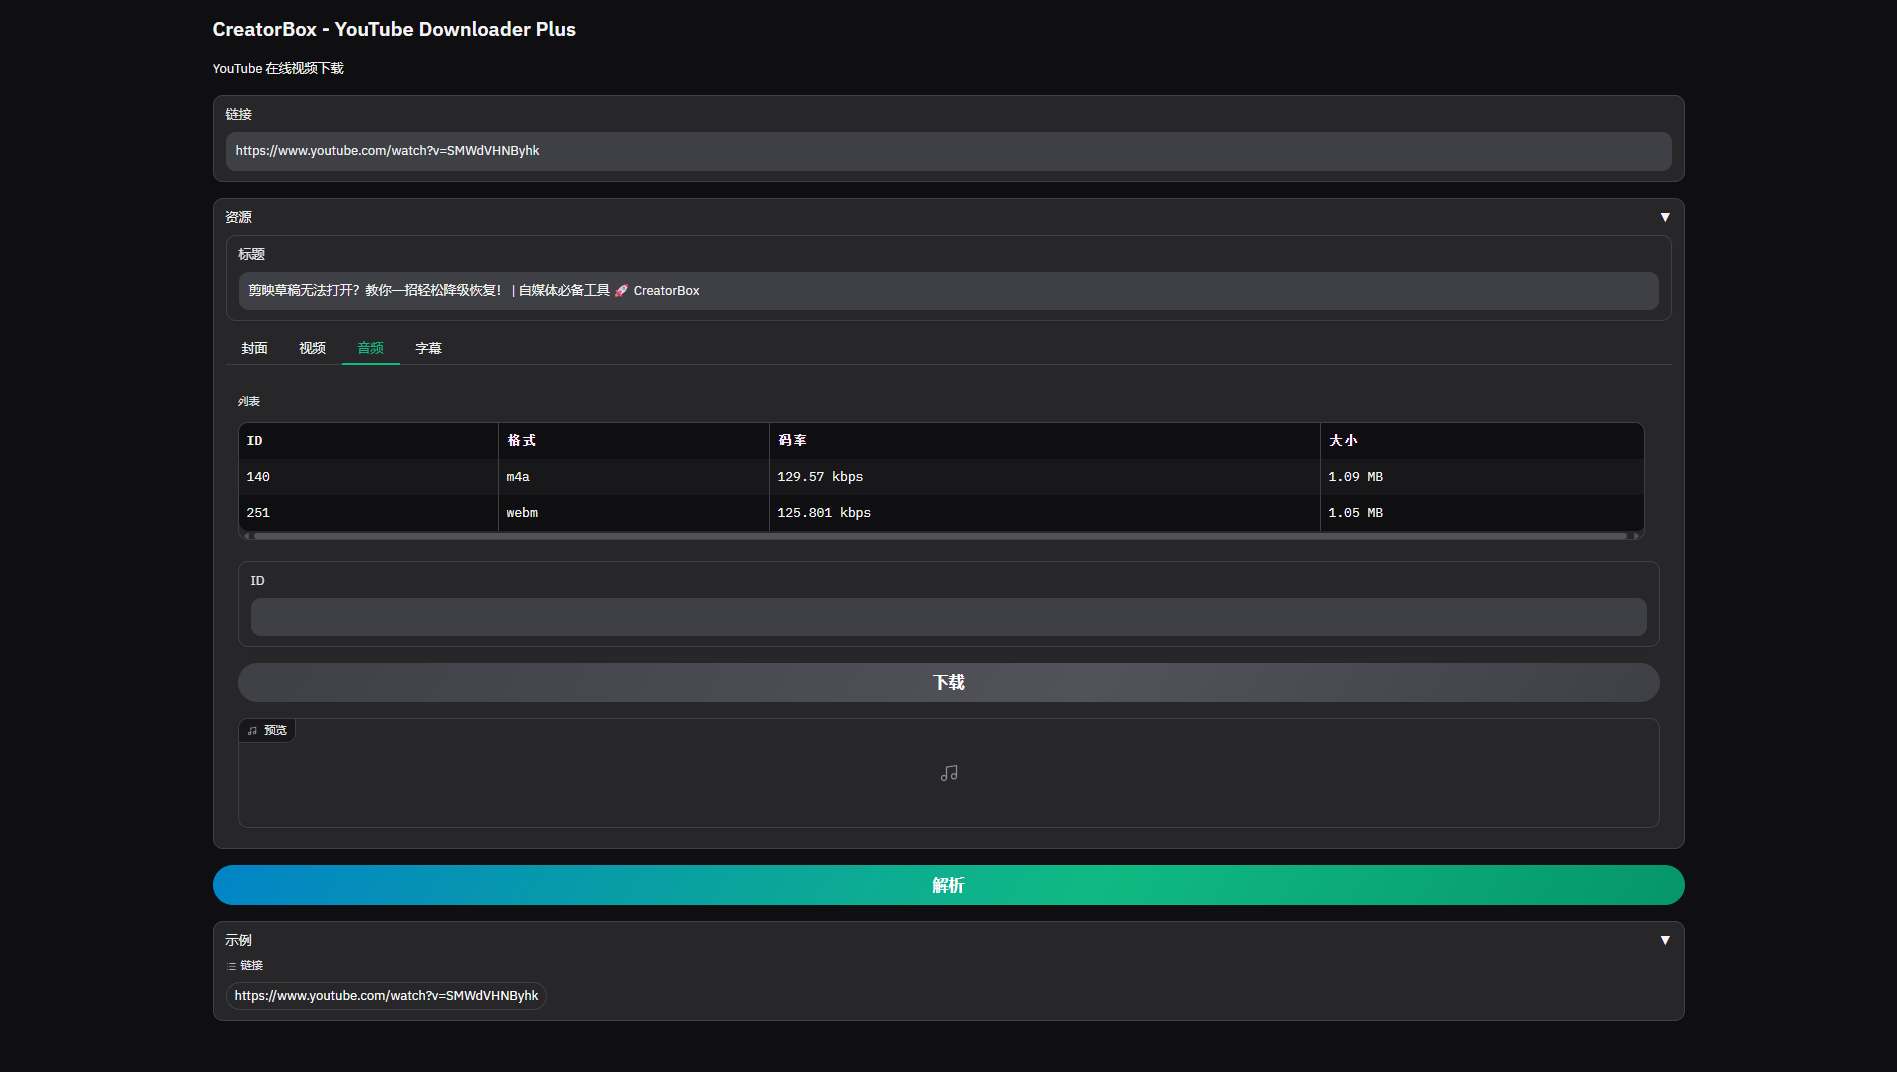 CreatorBox - YouTube Downloader Plus
YouTube 在线视频下载
链接
https://www.youtube.com/watch?v=SMWdVHNByhk
资源 ▼
标题
剪映草稿无法打开？教你一招轻松降级恢复！ | 自媒体必备工具 🚀 CreatorBox
封面 视频 音频 字幕
列表
ID 格式 码率 大小
140 m4a 129.57 kbps 1.09 MB
251 webm 125.801 kbps 1.05 MB
ID
下载
预览
解析
示例 ▼
链接
https://www.youtube.com/watch?v=SMWdVHNByhk